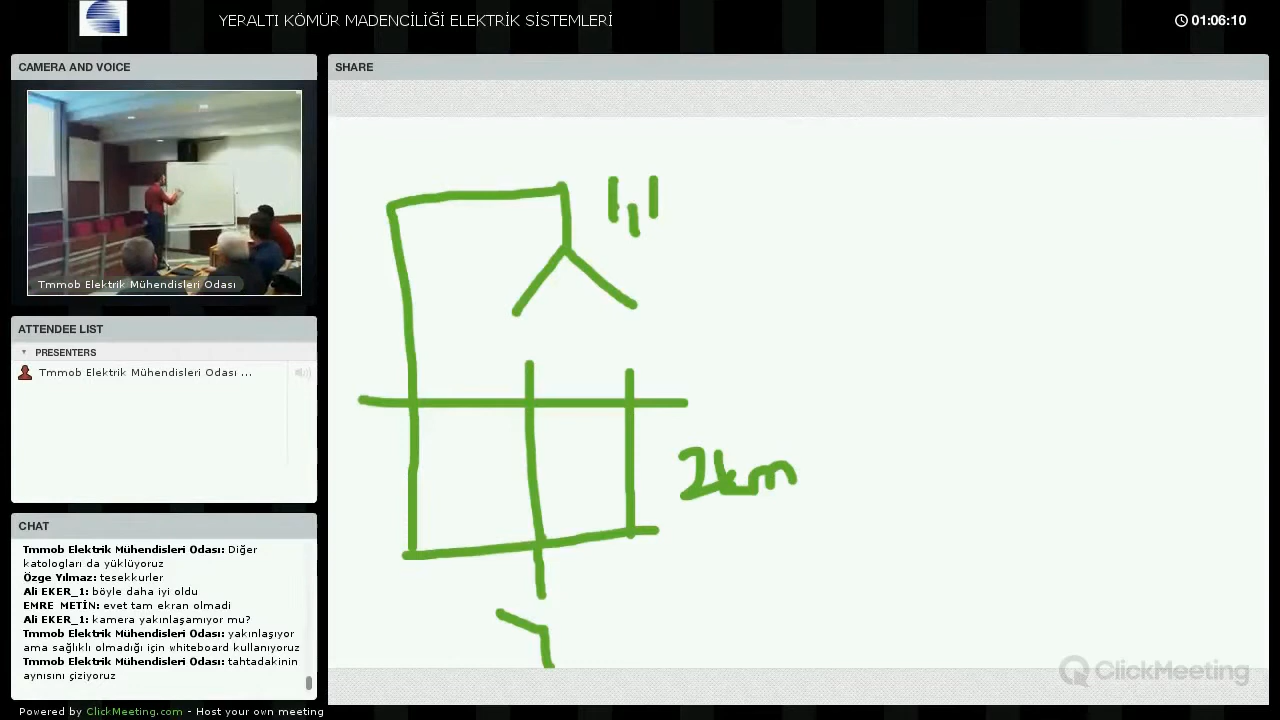 YERALTI KÖMÜR MADENCİLİĞİ ELEKTRİK SİSTEMLERİ
01:06:10
CAMERA AND VOICE
Tmmob Elektrik Mühendisleri Odası
ATTENDEE LIST
PRESENTERS
Tmmob Elektrik Mühendisleri Odası ...
CHAT
Tmmob Elektrik Mühendisleri Odası: Diğer
katologları da yüklüyoruz
Özge Yılmaz: tesekkurler
Ali EKER_1: böyle daha iyi oldu
EMRE METİN: evet tam ekran olmadi
Ali EKER_1: kamera yakınlaşamıyor mu?
Tmmob Elektrik Mühendisleri Odası: yakınlaşıyor
ama sağlıklı olmadığı için whiteboard kullanıyoruz
Tmmob Elektrik Mühendisleri Odası: tahtadakinin
aynısını çiziyoruz
Powered by ClickMeeting.com - Host your own meeting
SHARE
1,1
2km
ClickMeeting